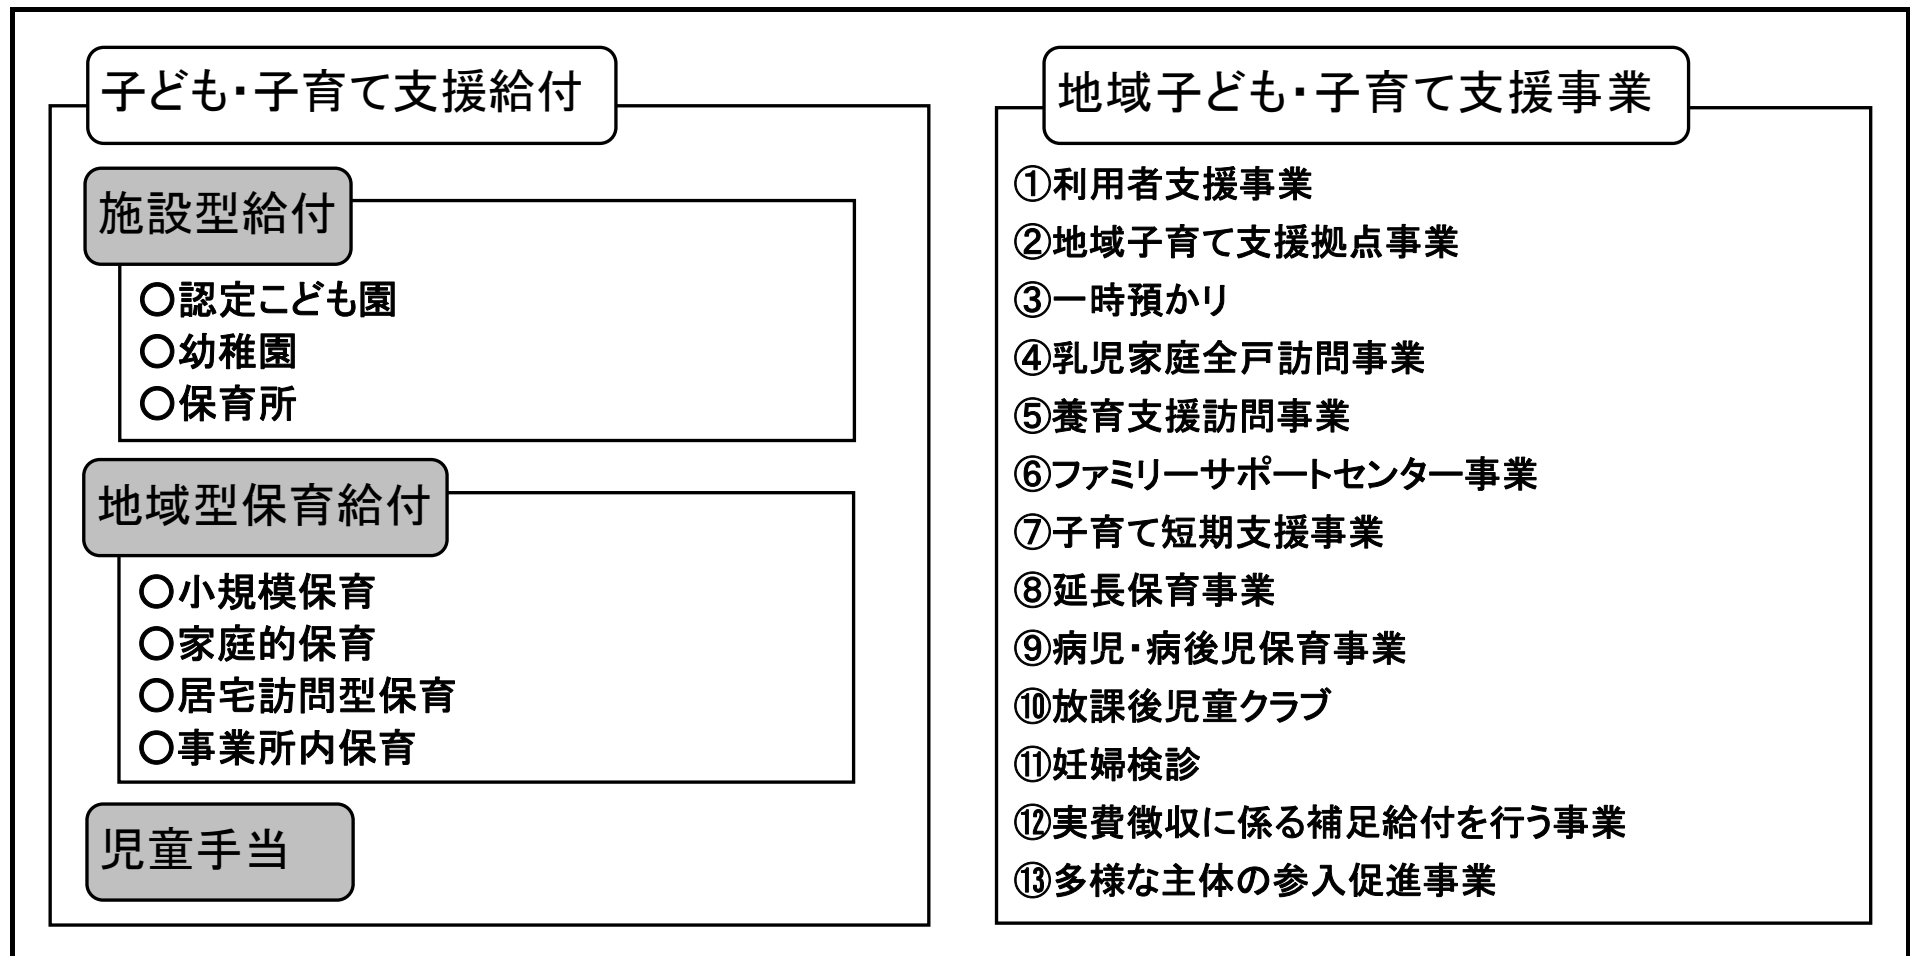 子ども・子育て支援給付
施設型給付
〇認定こども園
〇幼稚園
〇保育所
地域型保育給付
〇小規模保育
〇家庭的保育
〇居宅訪問型保育
〇事業所内保育
児童手当
地域子ども・子育て支援事業
①利用者支援事業
②地域子育て支援拠点事業
③一時預かり
④乳児家庭全戸訪問事業
⑤養育支援訪問事業
⑥ファミリーサポートセンター事業
⑦子育て短期支援事業
⑧延長保育事業
⑨病児・病後児保育事業
⑩放課後児童クラブ
⑪妊婦検診
⑫実費徴収に係る補足給付を行う事業
⑬多様な主体の参入促進事業